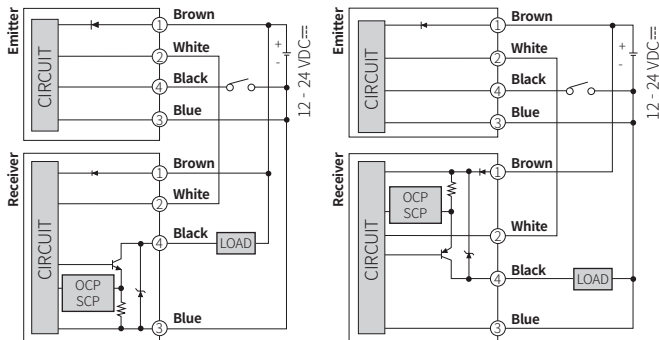 Emitter
CIRCUIT
① Brown
② White
④ Black
③ Blue
+
-
12 - 24 VDC⎓
Receiver
CIRCUIT
① Brown
② White
④ Black
LOAD
OCP
SCP
③ Blue
Emitter
CIRCUIT
① Brown
② White
④ Black
③ Blue
+
-
12 - 24 VDC⎓
Receiver
CIRCUIT
① Brown
OCP
SCP
② White
④ Black
LOAD
③ Blue